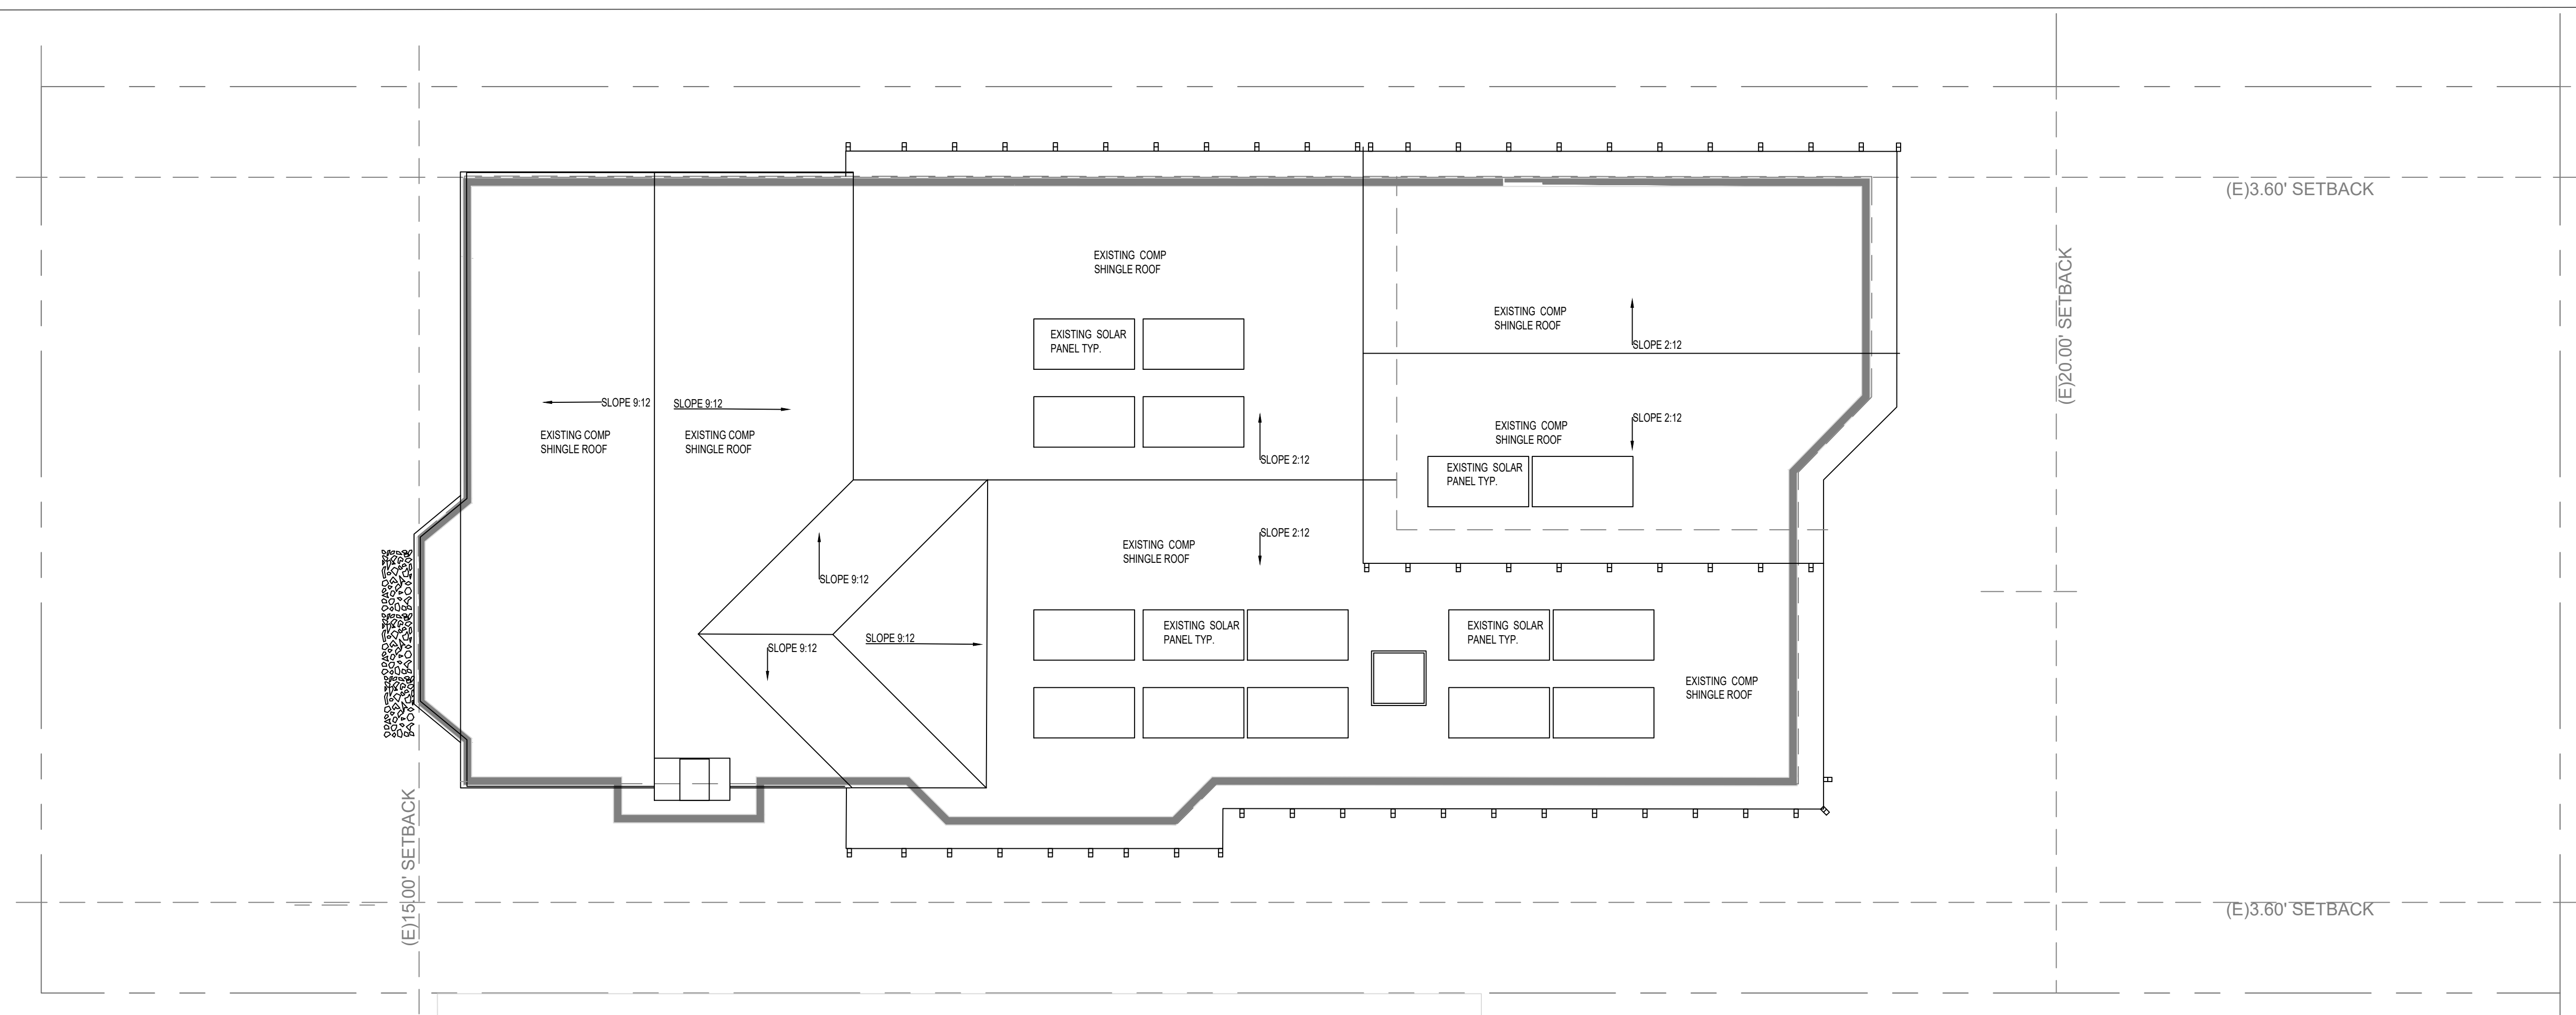 (E)3.60' SETBACK
EXISTING COMP
SHINGLE ROOF
(E)20.00' SETBACK
EXISTING COMP
SHINGLE ROOF
EXISTING SOLAR
PANEL TYP.
SLOPE 2:12
SLOPE 9:12
SLOPE 9:12
SLOPE 2:12
EXISTING COMP
SHINGLE ROOF
EXISTING COMP
SHINGLE ROOF
EXISTING COMP
SHINGLE ROOF
SLOPE 2:12
EXISTING SOLAR
PANEL TYP.
SLOPE 2:12
EXISTING COMP
SHINGLE ROOF
SLOPE 9:12
EXISTING SOLAR
PANEL TYP.
EXISTING SOLAR
PANEL TYP.
SLOPE 9:12
SLOPE 9:12
EXISTING COMP
SHINGLE ROOF
(E)15.00' SETBACK
(E)3.60' SETBACK